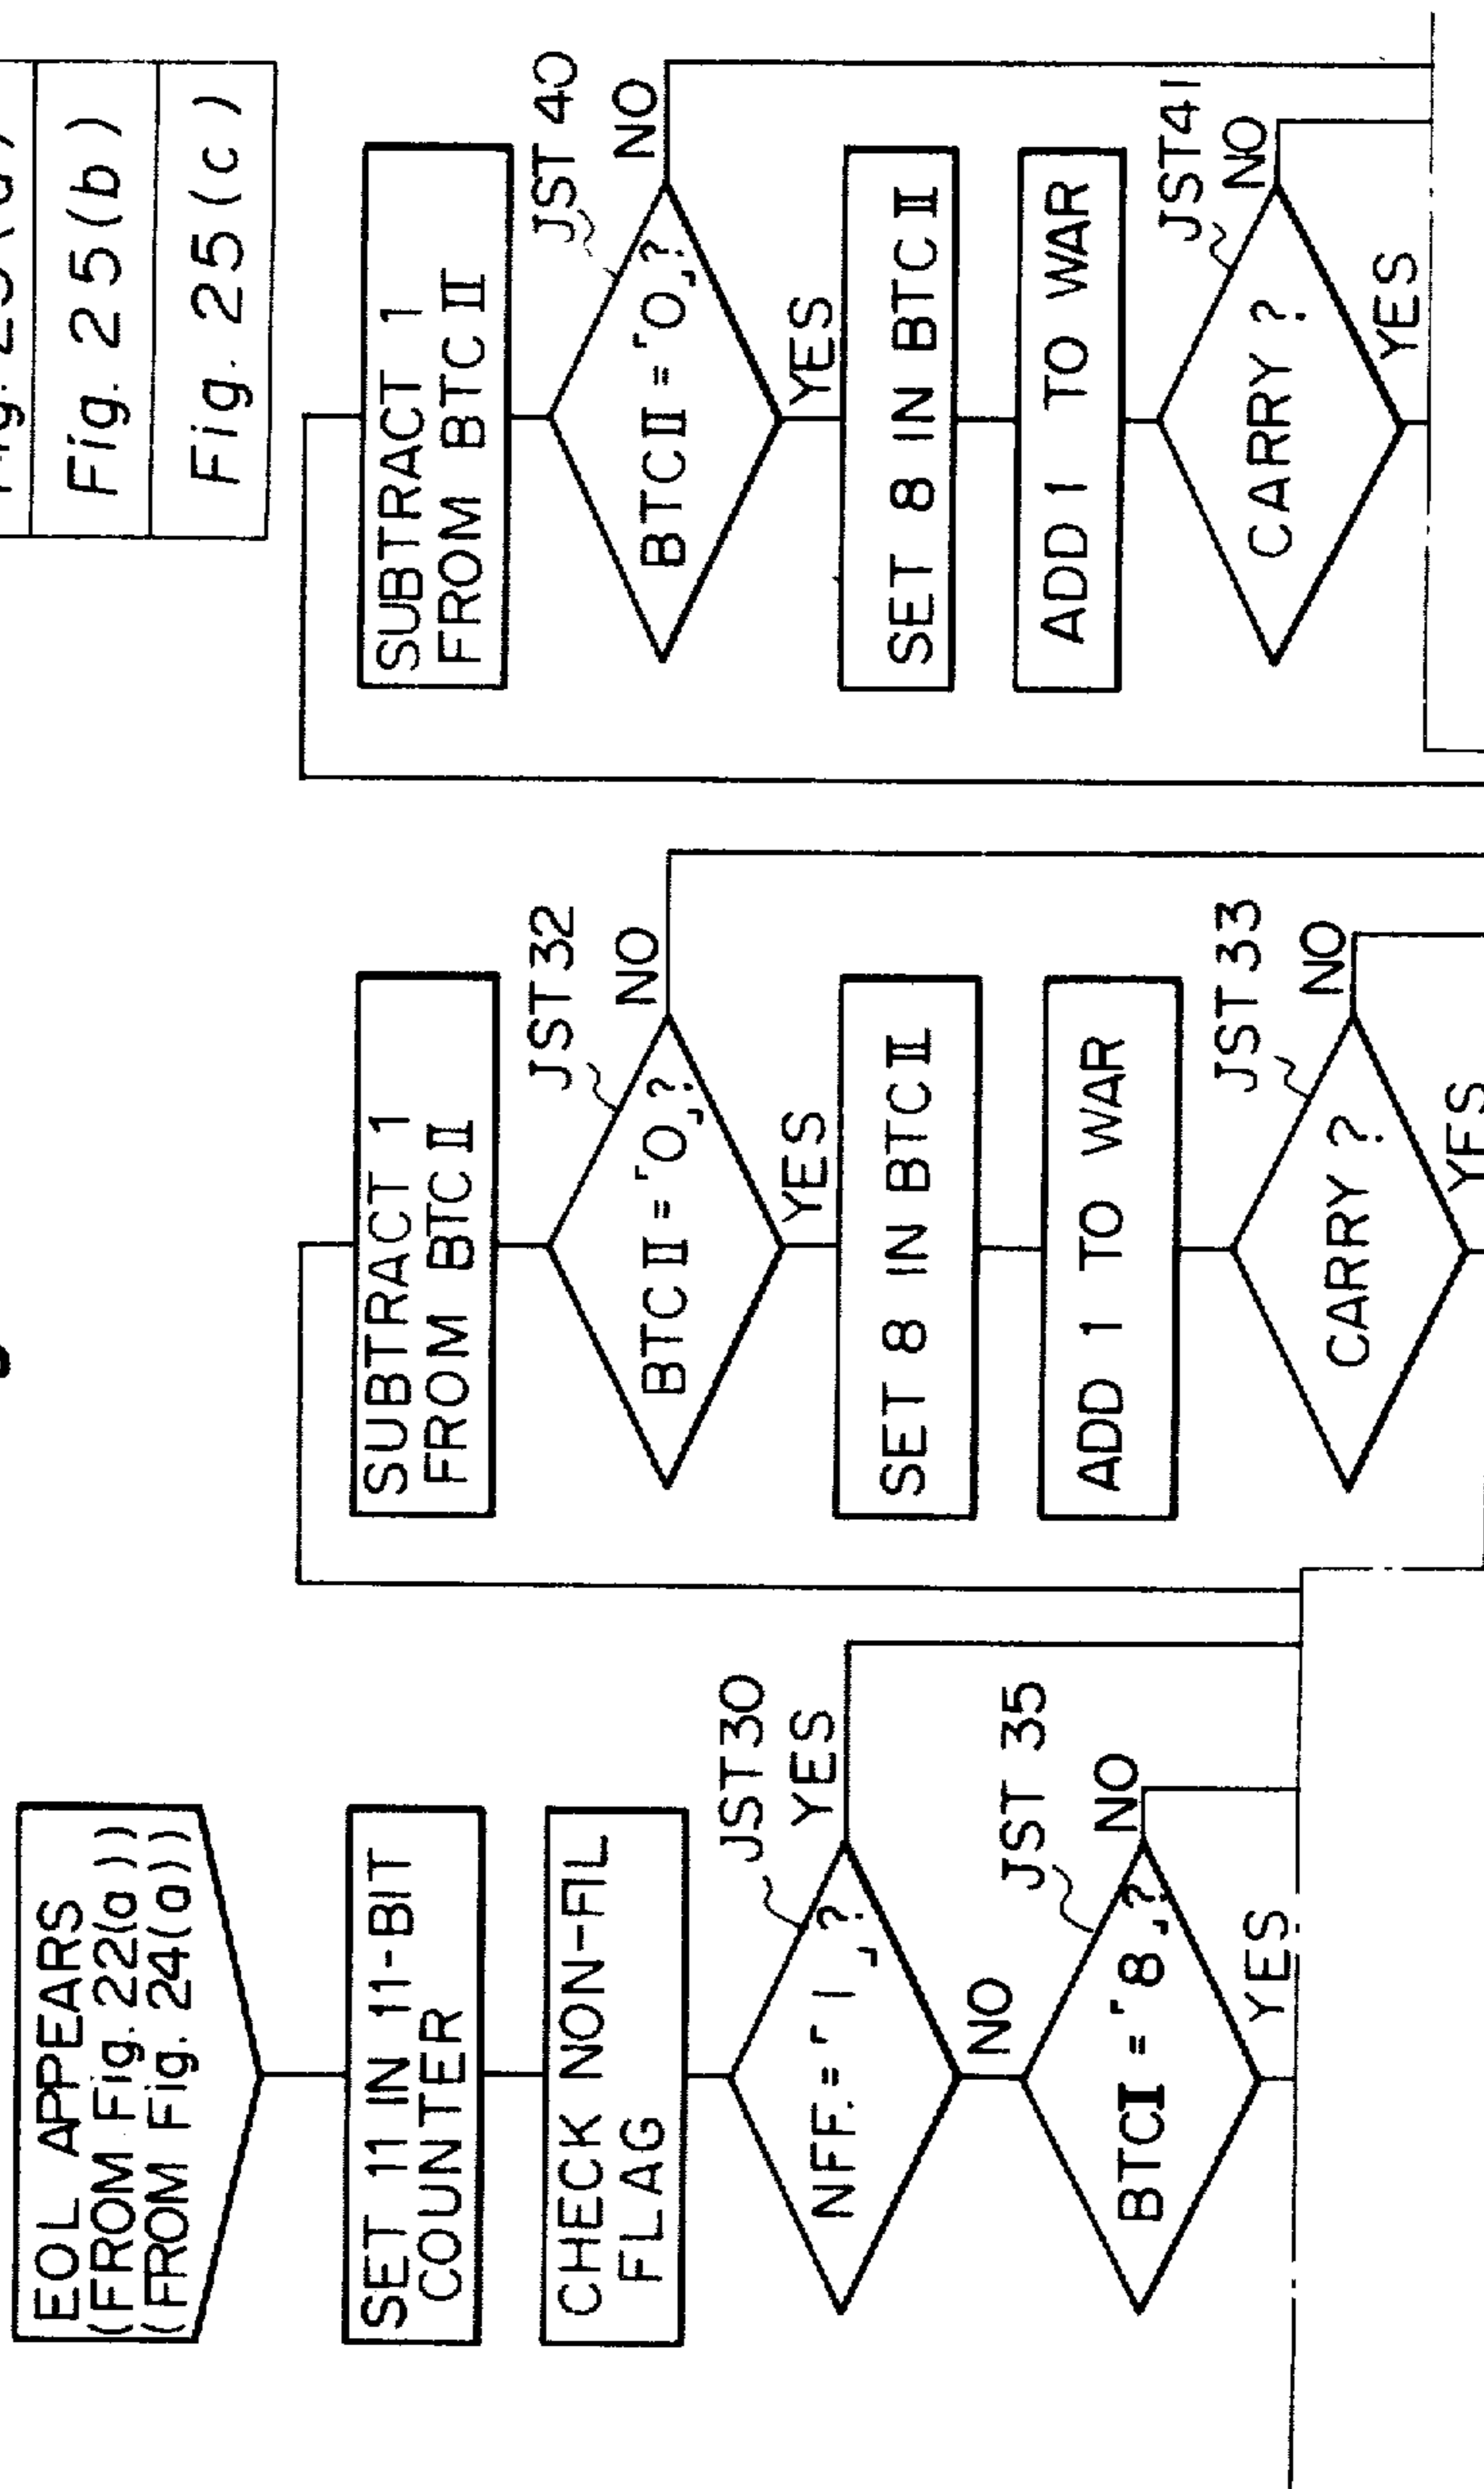 Fig. 25(b)
Fig. 25(c)
EOL APPEARS
(FROM Fig. 22(a))
(FROM Fig. 24(a))
SET 11 IN 11-BIT
COUNTER
CHECK NON-FIL
FLAG
JST30
NFF.=「1」?
YES
NO
JST 35
BTCI=「8」?
NO
YES
SUBTRACT 1
FROM BTC II
JST32
BTC II=「0」?
NO
YES
SET 8 IN BTC II
ADD 1 TO WAR
JST 33
CARRY ?
NO
YES
SUBTRACT 1
FROM BTC II
JST 40
BTC II=「0」?
NO
YES
SET 8 IN BTC II
ADD 1 TO WAR
JST41
CARRY ?
NO
YES